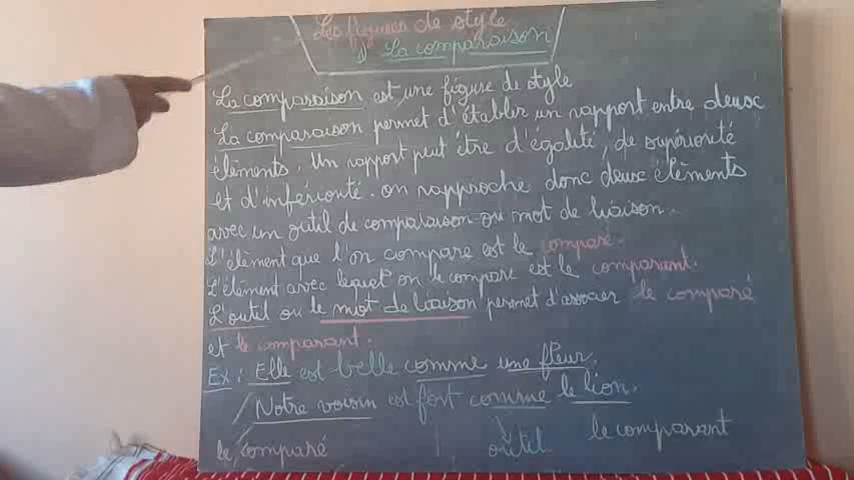 Les figures de style
1) La comparaison
La comparaison est une figure de style
La comparaison permet d'établer un rapport entre deux
éléments. Un rapport peut être d'égalité, de supériorité
et d'inférioté. on rapproche donc deux éléments
avec un outil de comparaison ou mot de liaison.
L'élément que l'on compare est le comparé.
L'élément avec lequel on le compare est le comparant.
L'outil ou le mot de liaison permet d'associer le comparé
et le comparant.
Ex : Elle est belle comme une fleur.
Notre voisin est fort comme le lion.
le comparé outil le comparant